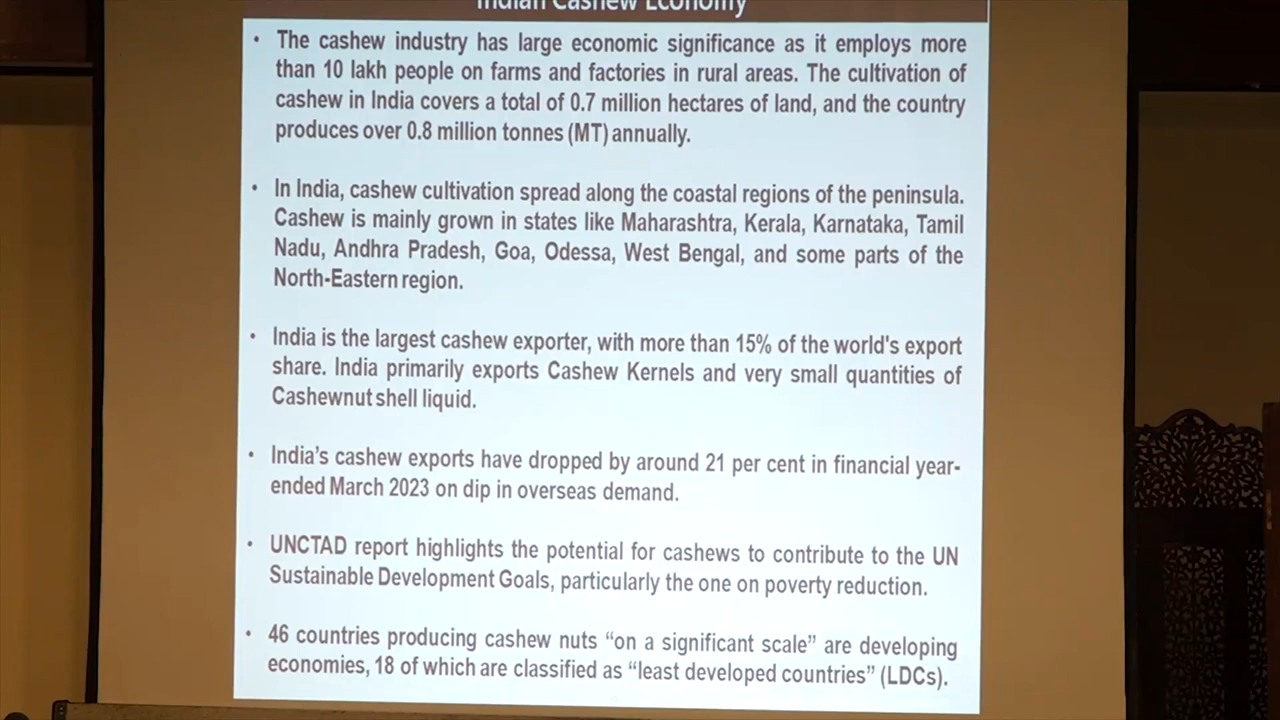 Indian Cashew Economy
• The cashew industry has large economic significance as it employs more
than 10 lakh people on farms and factories in rural areas. The cultivation of
cashew in India covers a total of 0.7 million hectares of land, and the country
produces over 0.8 million tonnes (MT) annually.
• In India, cashew cultivation spread along the coastal regions of the peninsula.
Cashew is mainly grown in states like Maharashtra, Kerala, Karnataka, Tamil
Nadu, Andhra Pradesh, Goa, Odessa, West Bengal, and some parts of the
North-Eastern region.
• India is the largest cashew exporter, with more than 15% of the world's export
share. India primarily exports Cashew Kernels and very small quantities of
Cashewnut shell liquid.
• India’s cashew exports have dropped by around 21 per cent in financial year-
ended March 2023 on dip in overseas demand.
• UNCTAD report highlights the potential for cashews to contribute to the UN
Sustainable Development Goals, particularly the one on poverty reduction.
• 46 countries producing cashew nuts “on a significant scale” are developing
economies, 18 of which are classified as “least developed countries” (LDCs).